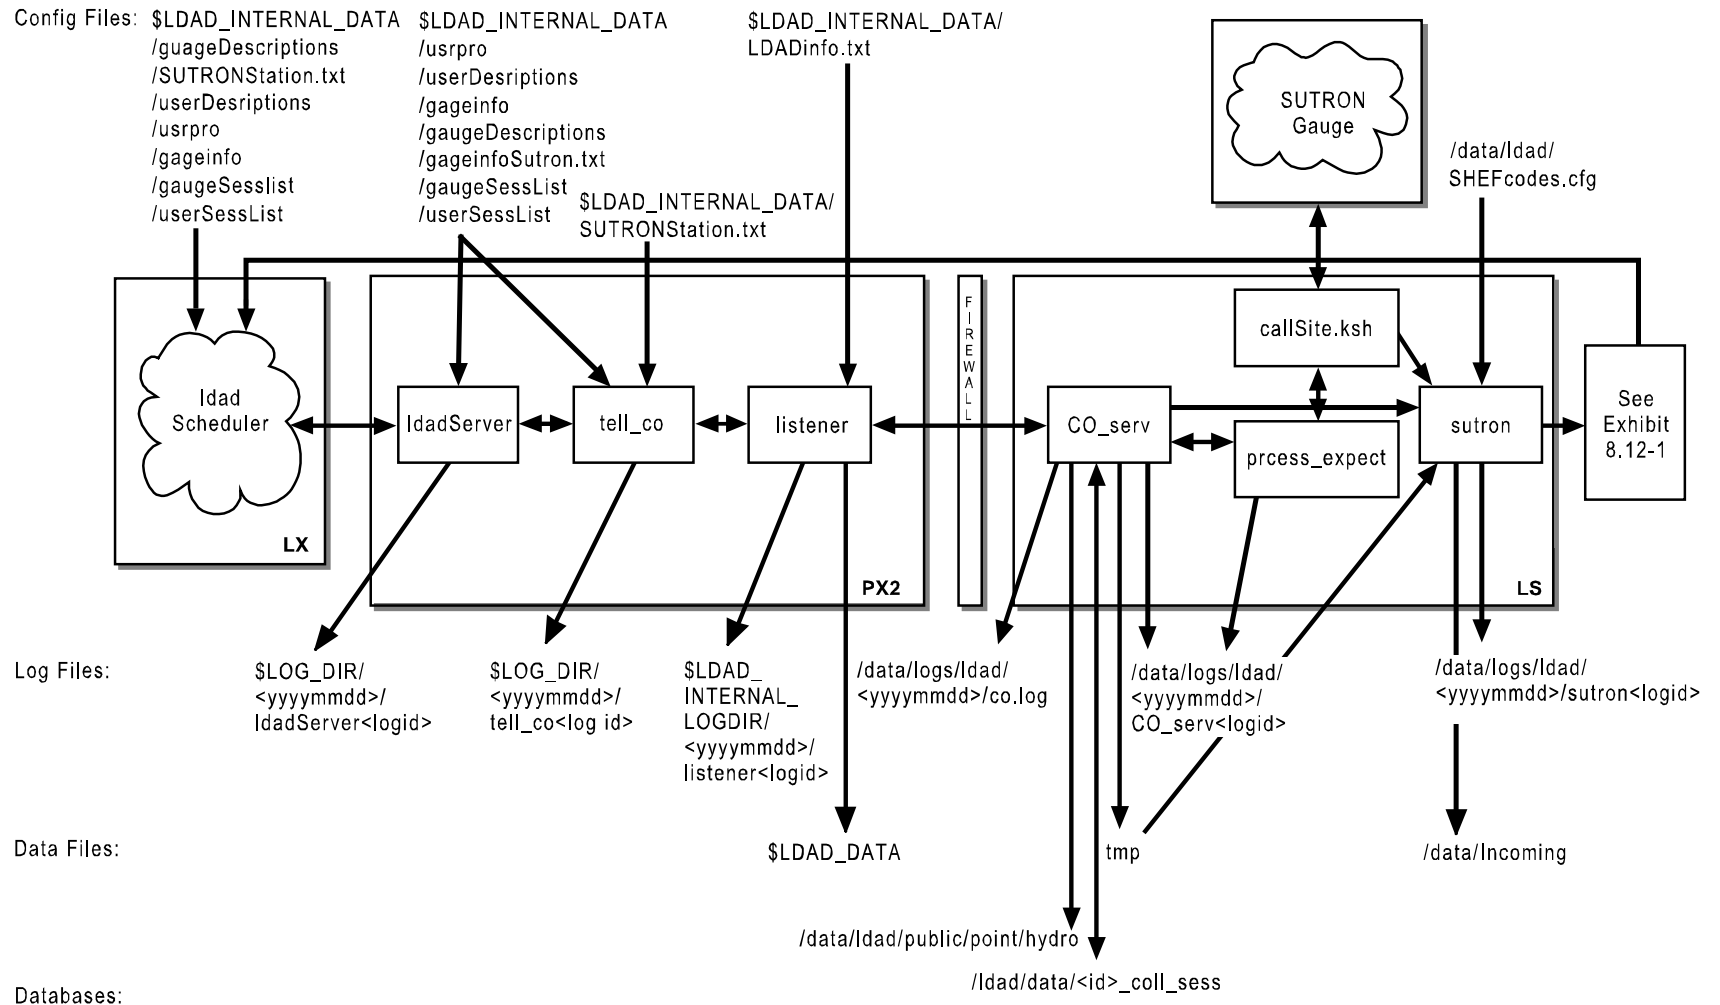 Config Files:
$LDAD_INTERNAL_DATA
/guageDescriptions
/SUTRONStation.txt
/userDesriptions
/usrpro
/gageinfo
/gaugeSesslist
/userSessList
$LDAD_INTERNAL_DATA
/usrpro
/userDesriptions
/gageinfo
/gaugeDescriptions
/gageinfoSutron.txt
/gaugeSessList
/userSessList
$LDAD_INTERNAL_DATA/
SUTRONStation.txt
$LDAD_INTERNAL_DATA/
LDADinfo.txt
SUTRON
Gauge
/data/ldad/
SHEFcodes.cfg
ldad
Scheduler
LX
ldadServer
tell_co
listener
PX2
FIREWALL
CO_serv
callSite.ksh
prcess_expect
sutron
LS
See
Exhibit
8.12-1
Log Files:
$LOG_DIR/
<yyyymmdd>/
ldadServer<logid>
$LOG_DIR/
<yyyymmdd>/
tell_co<log id>
$LDAD_
INTERNAL_
LOGDIR/
<yyyymmdd>/
listener<logid>
/data/logs/ldad/
<yyyymmdd>/co.log
/data/logs/ldad/
<yyyymmdd>/
CO_serv<logid>
/data/logs/ldad/
<yyyymmdd>/sutron<logid>
Data Files:
$LDAD_DATA
tmp
/data/Incoming
/data/ldad/public/point/hydro
/ldad/data/<id>_coll_sess
Databases: